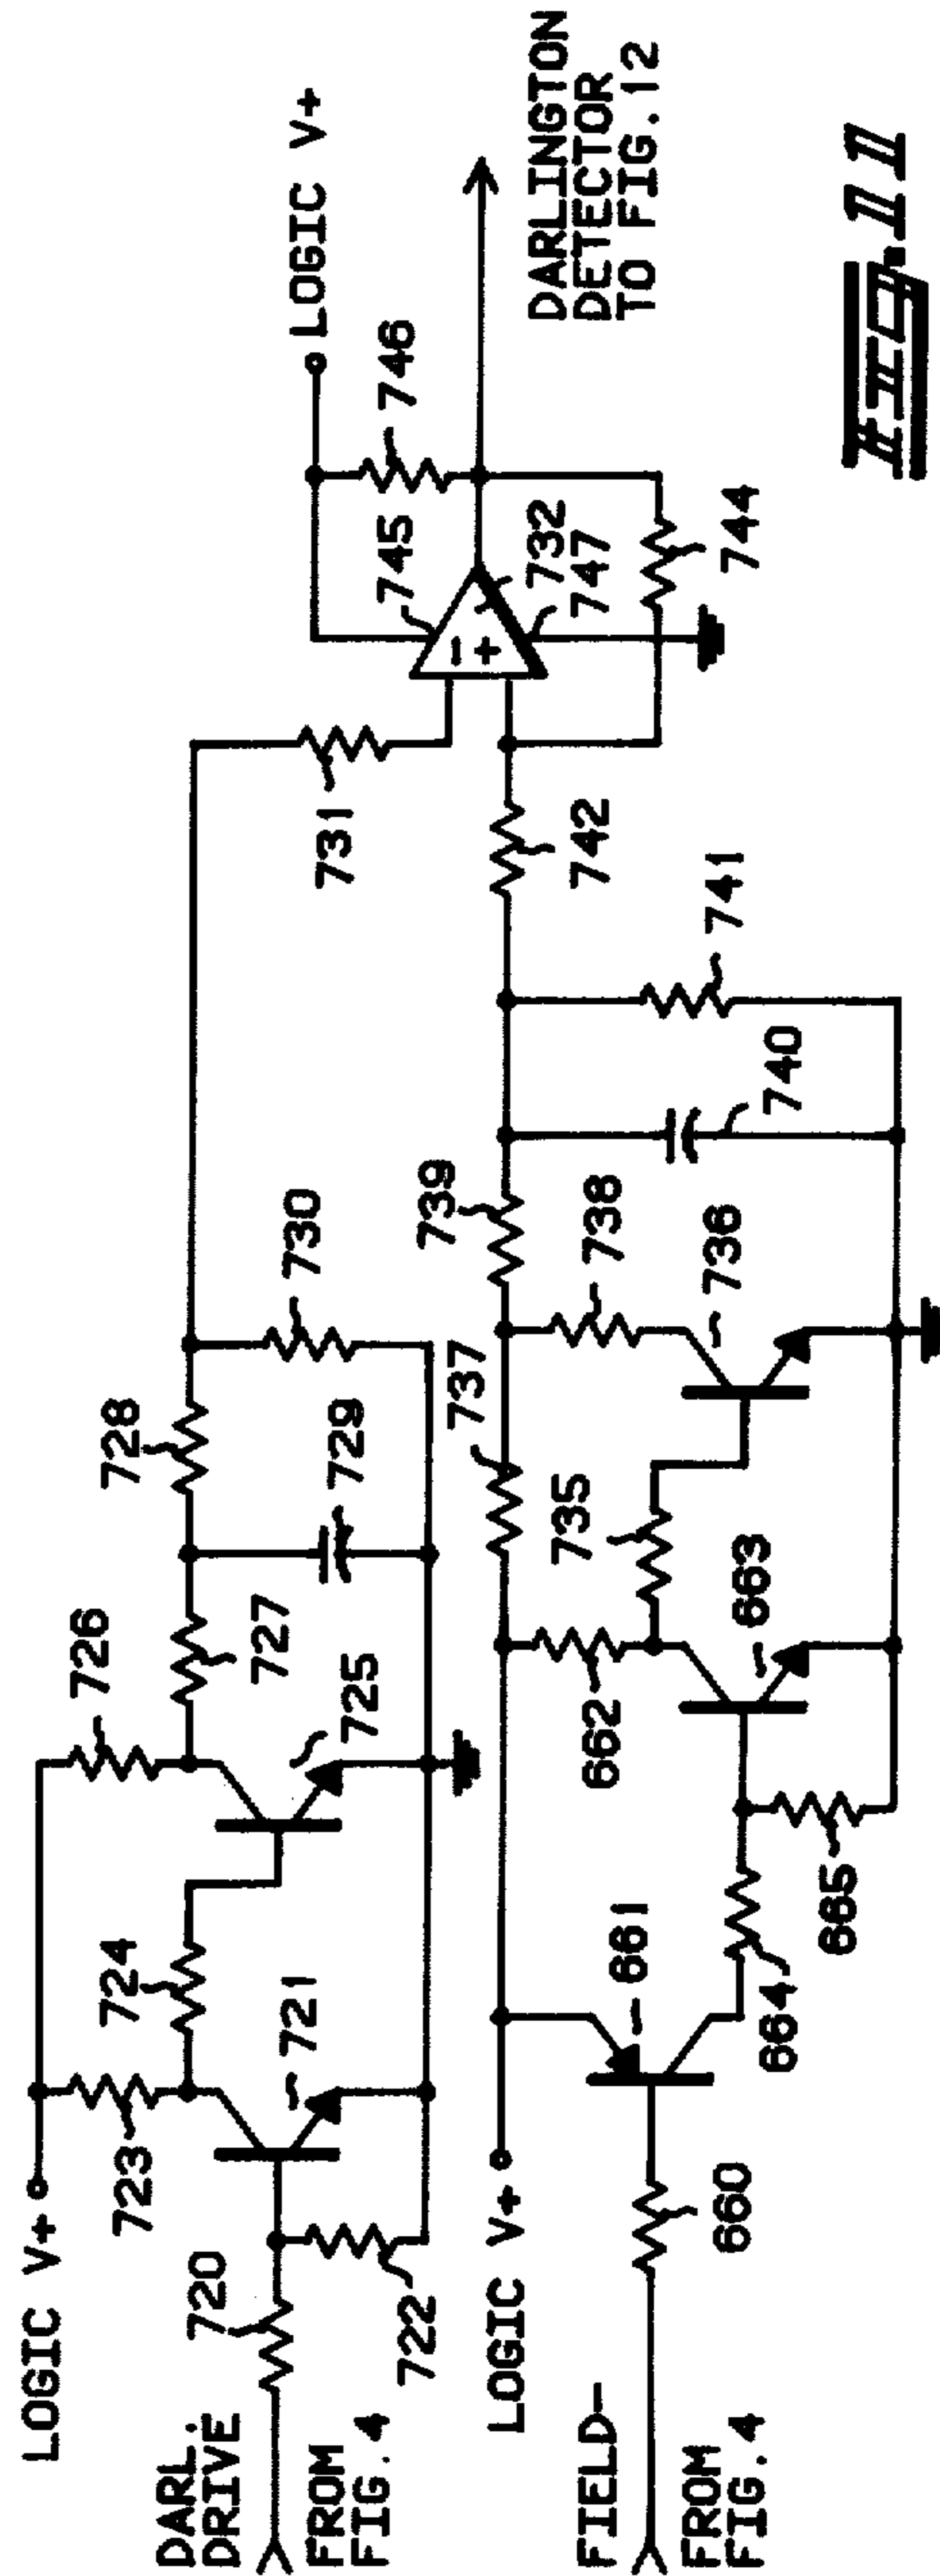 LOGIC V+
DARL.
DRIVE
FROM
FIG.4
720
722
723
721
724
726
725
727
728
729
730
731
LOGIC V+
745
746
732
747
744
DARLINGTON
DETECTOR
TO FIG.12
LOGIC V+
FIELD-
FROM
FIG.4
660
661
664
665
662
663
735
737
736
738
739
740
741
742
- +
FIG. 11